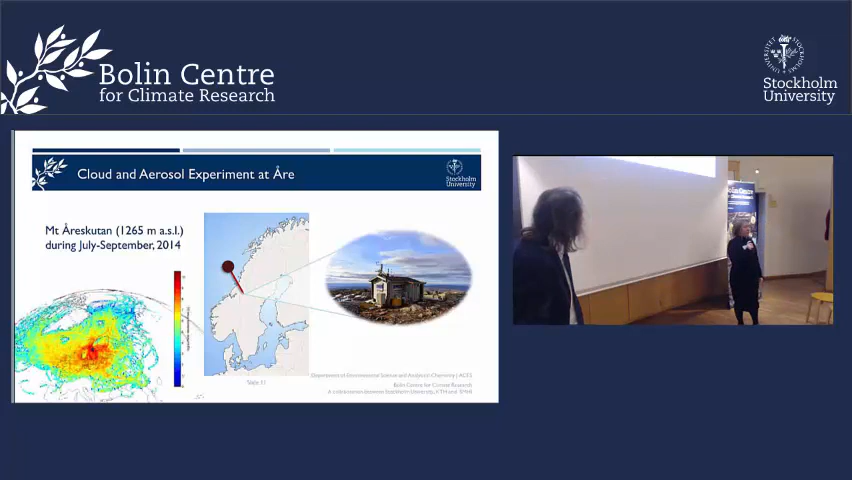 Bolin Centre
for Climate Research
Stockholm
University
Cloud and Aerosol Experiment at Åre
Stockholm
University
Mt Åreskutan (1265 m a.s.l.)
during July-September, 2014
Department of Environmental Science and Analytical Chemistry | ACES
Bolin Centre for Climate Research
A collaboration between Stockholm University, KTH and SMHI
olin Centre